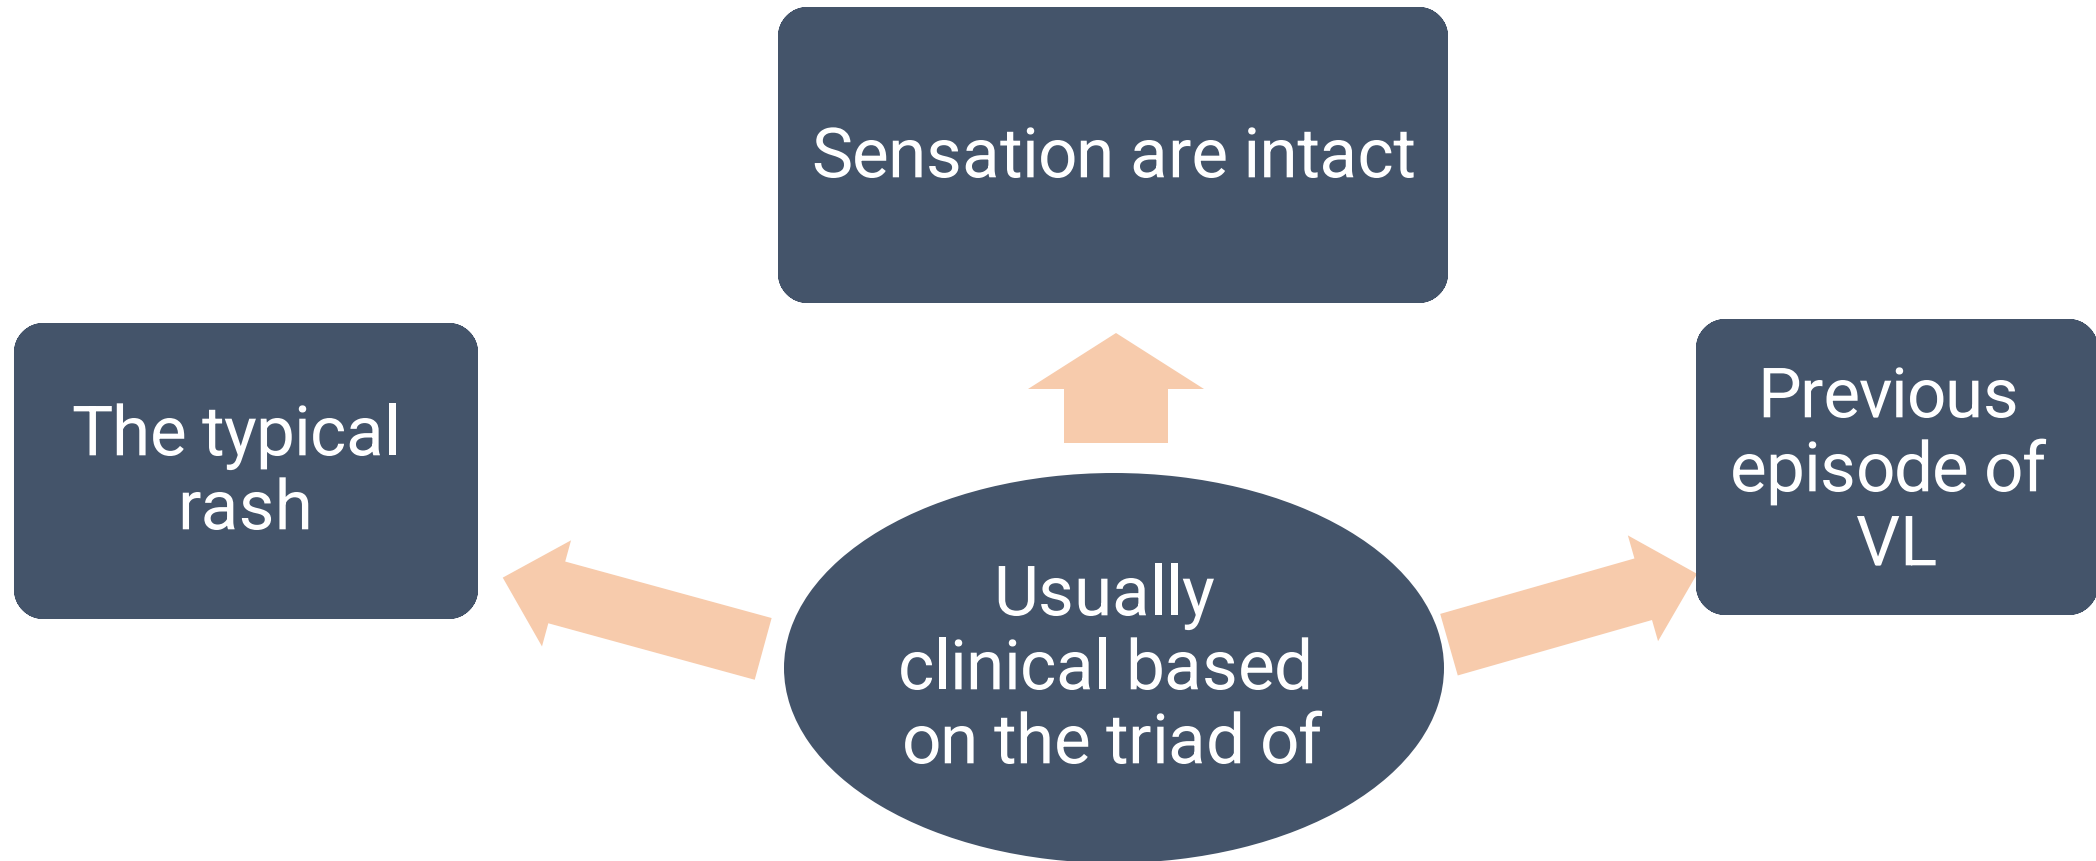 Sensation are intact
The typical
rash
Previous
episode of
VL
Usually
clinical based
on the triad of